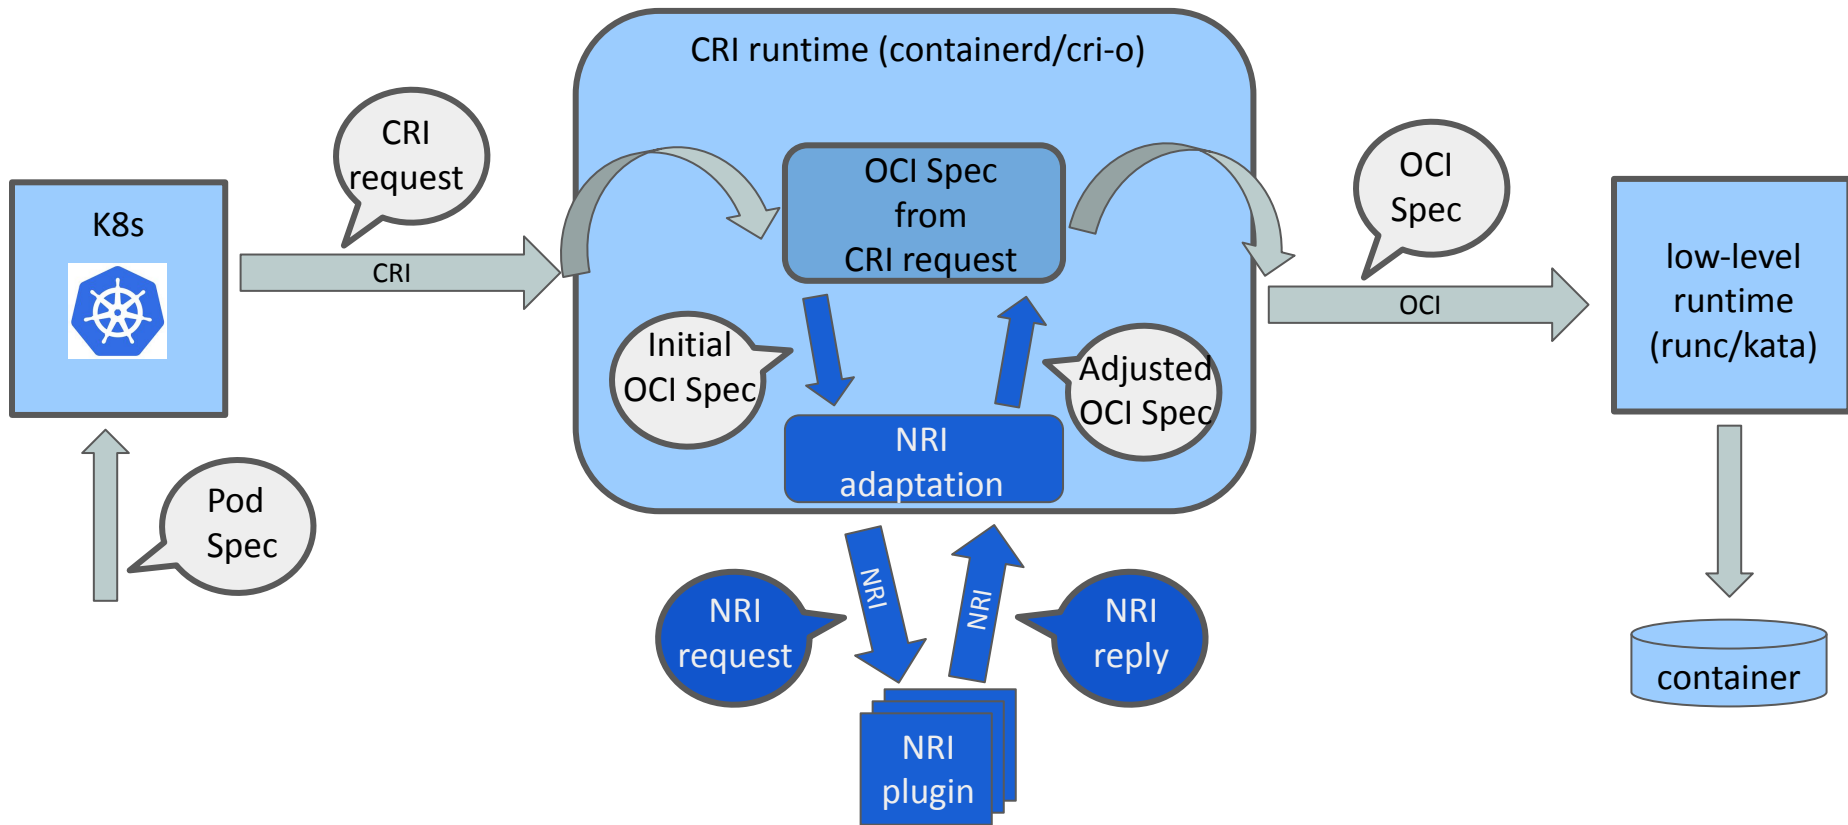 CRI runtime (containerd/cri-o)
CRI
request
K8s
CRI
OCI Spec
from
CRI request
OCI
Spec
OCI
low-level
runtime
(runc/kata)
Initial
OCI Spec
Adjusted
OCI Spec
NRI
adaptation
Pod
Spec
NRI
request
NRI
NRI
NRI
reply
NRI
plugin
container